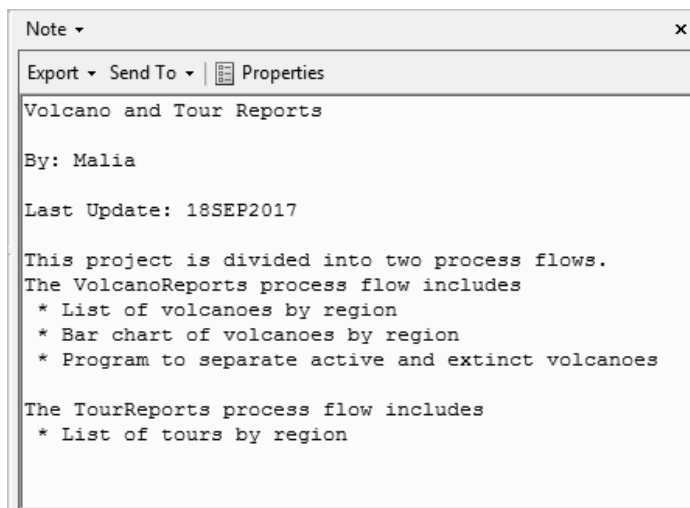 Note
x
Export Send To Properties
Volcano and Tour Reports
By: Malia
Last Update: 18SEP2017
This project is divided into two process flows.
The VolcanoReports process flow includes
* List of volcanoes by region
* Bar chart of volcanoes by region
* Program to separate active and extinct volcanoes
The TourReports process flow includes
* List of tours by region